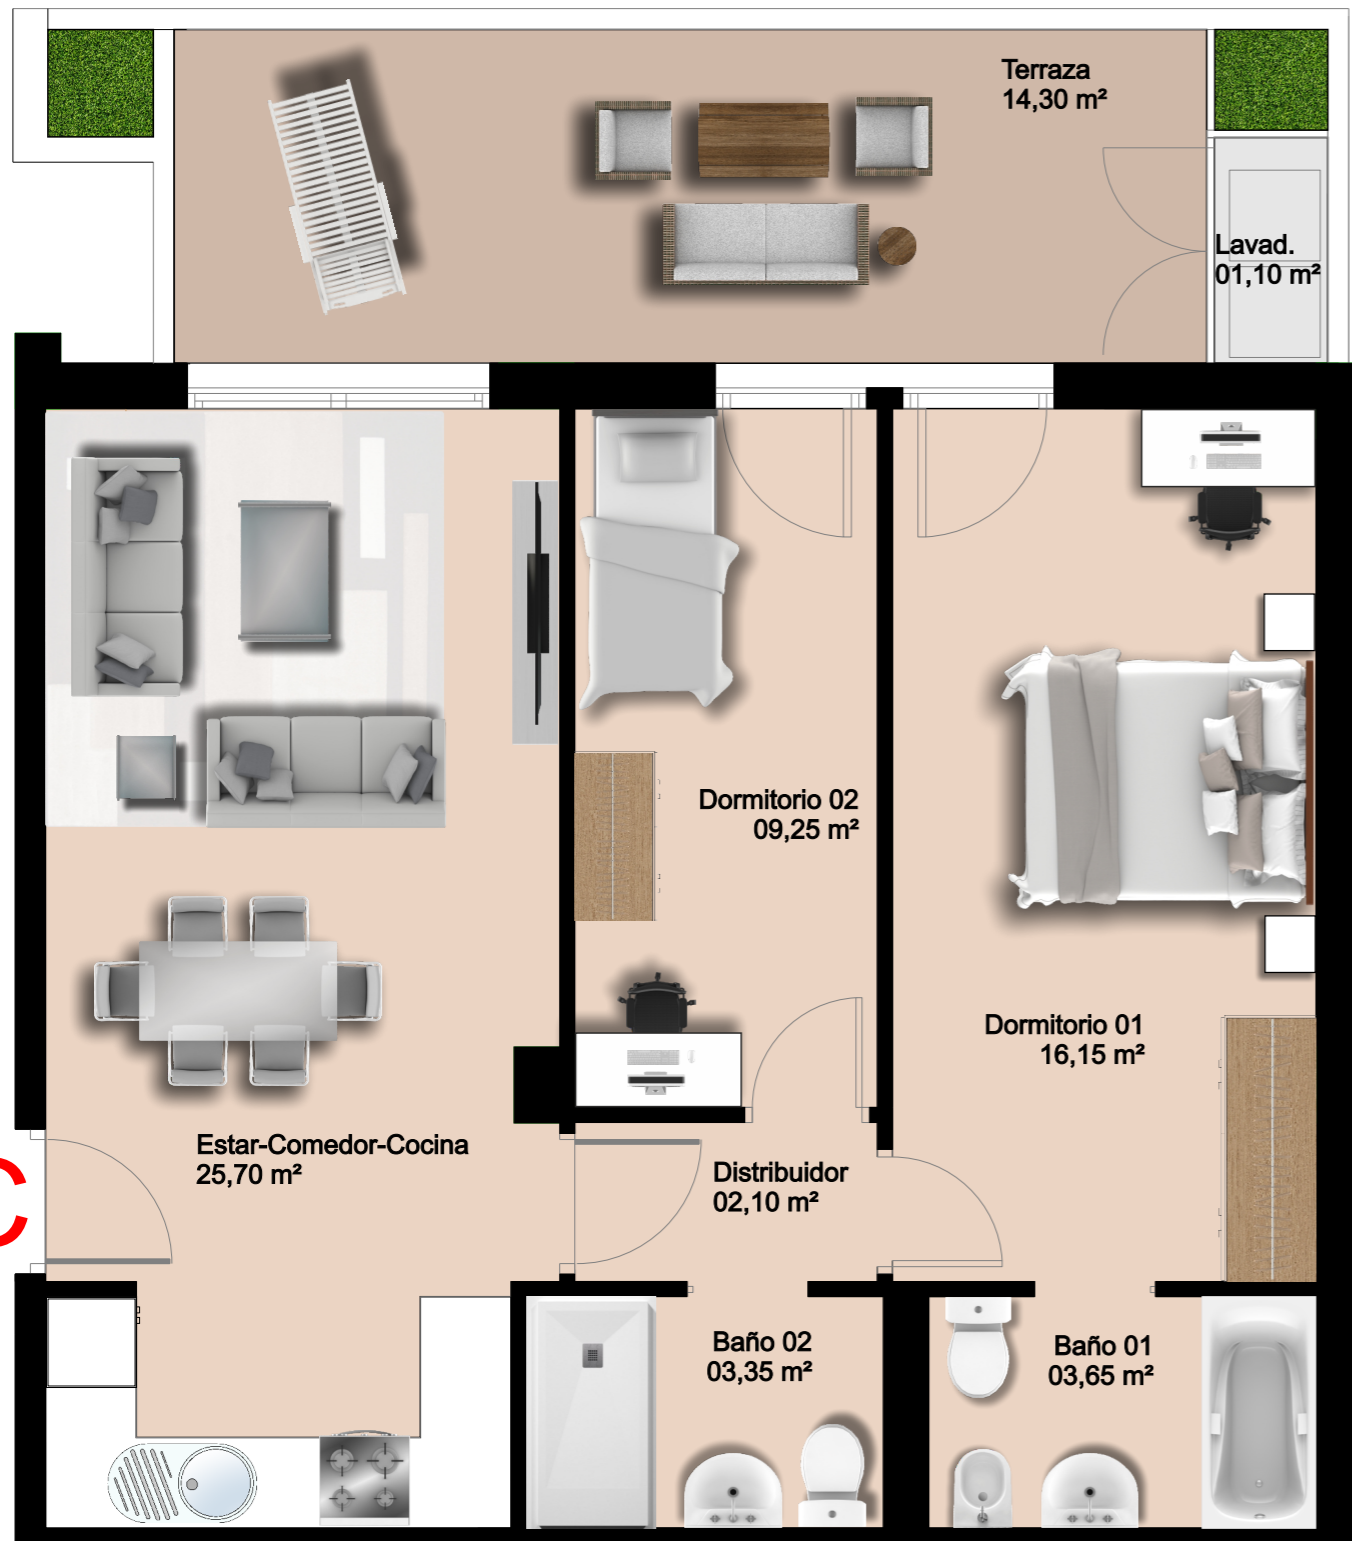 Terraza
14,30 m²
Lavad.
01,10 m²
Dormitorio 02
09,25 m²
Dormitorio 01
16,15 m²
Estar-Comedor-Cocina
25,70 m²
Distribuidor
02,10 m²
C
Baño 02
03,35 m²
Baño 01
03,65 m²